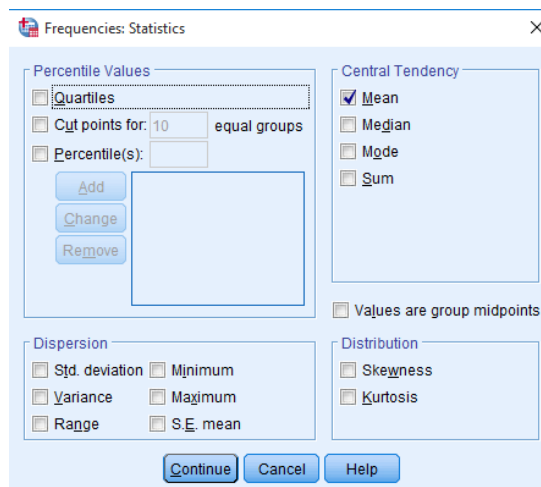 Frequencies: Statistics
Percentile Values
Quartiles
Cut points for: 10 equal groups
Percentile(s):
Add
Change
Remove
Central Tendency
Mean
Median
Mode
Sum
Values are group midpoints
Dispersion
Std. deviation Minimum
Variance Maximum
Range S.E. mean
Distribution
Skewness
Kurtosis
Continue Cancel Help